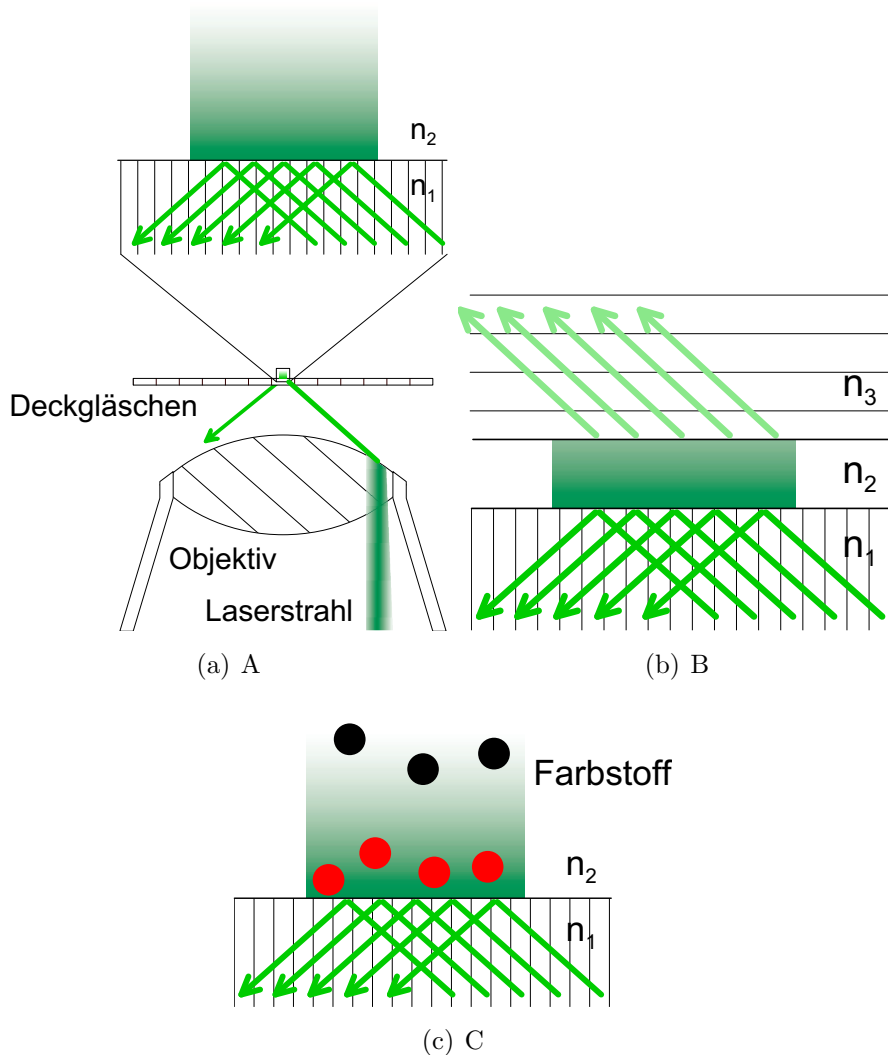 n2
n1
Deckgläschen
Objektiv
Laserstrahl
(a) A
n3
n2
n1
(b) B
Farbstoff
n2
n1
(c) C